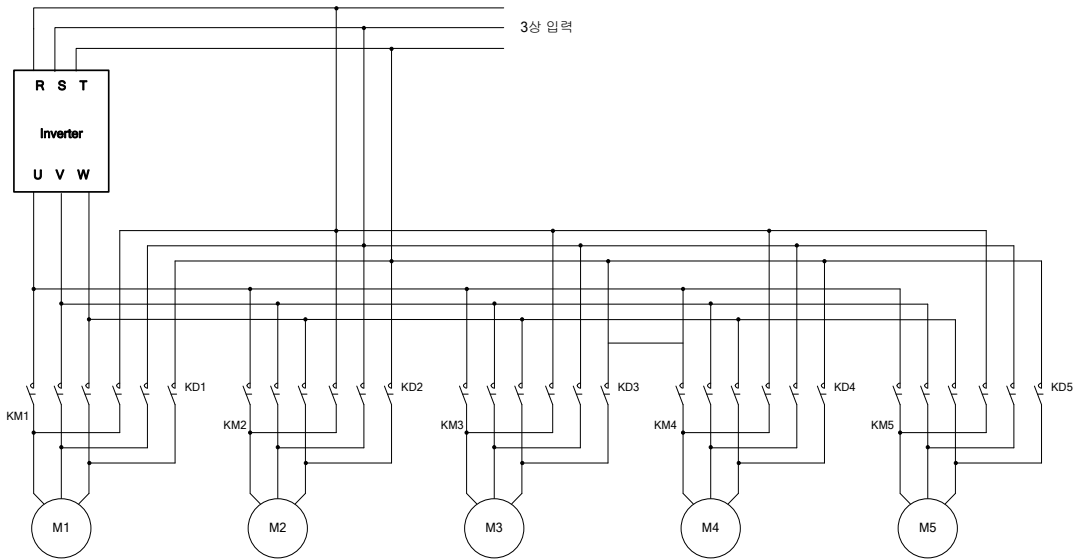 3상 입력
R S T
Inverter
U V W
KD1
KD2
KD3
KD4
KD5
KM1
KM2
KM3
KM4
KM5
M1
M2
M3
M4
M5